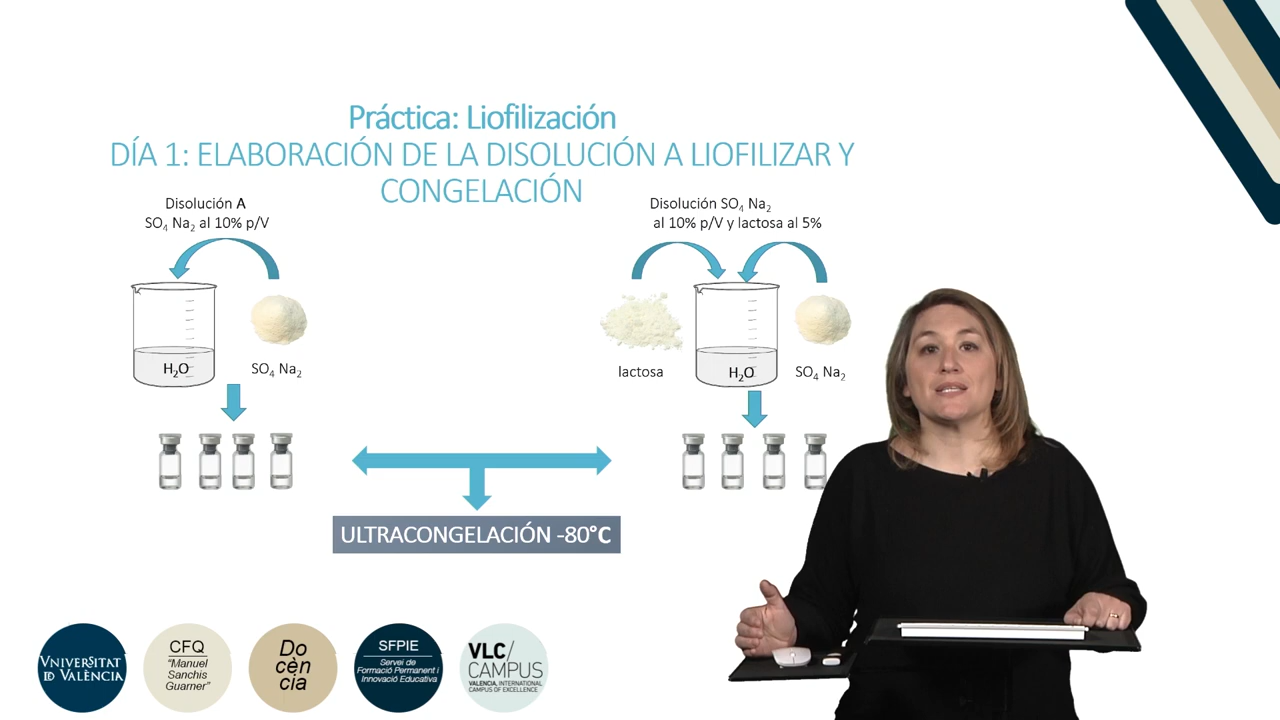 Práctica: Liofilización
DÍA 1: ELABORACIÓN DE LA DISOLUCIÓN A LIOFILIZAR Y
CONGELACIÓN
Disolución A
SO₄ Na₂ al 10% p/V
H₂O
SO₄ Na₂
Disolución SO₄ Na₂
al 10% p/V y lactosa al 5%
lactosa
H₂O
SO₄ Na₂
ULTRACONGELACIÓN -80°C
VNIVERSITAT
ID VALÈNCIA
CFQ
"Manuel
Sanchis
Guarner"
Do
cèn
cia
SFPIE
Servei de
Formació Permanent i
Innovació Educativa
VLC/
CAMPUS
VALENCIA, INTERNATIONAL
CAMPUS OF EXCELLENCE